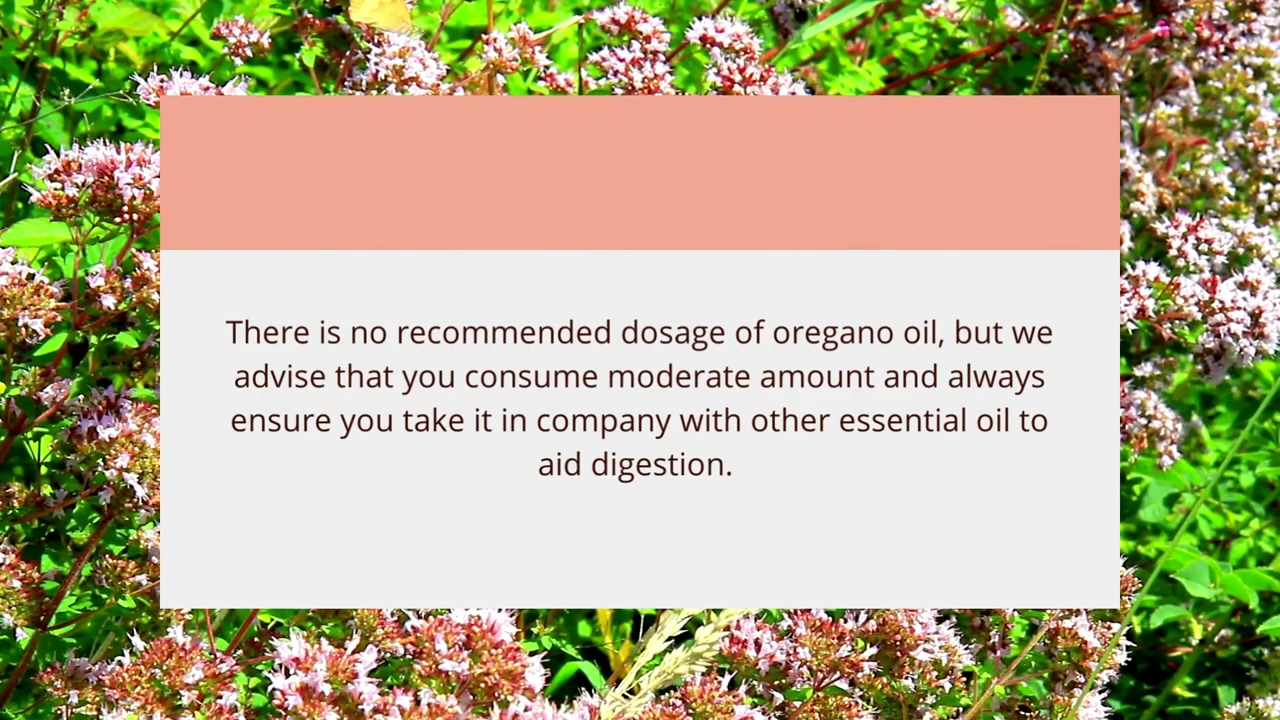 There is no recommended dosage of oregano oil, but we
advise that you consume moderate amount and always
ensure you take it in company with other essential oil to
aid digestion.